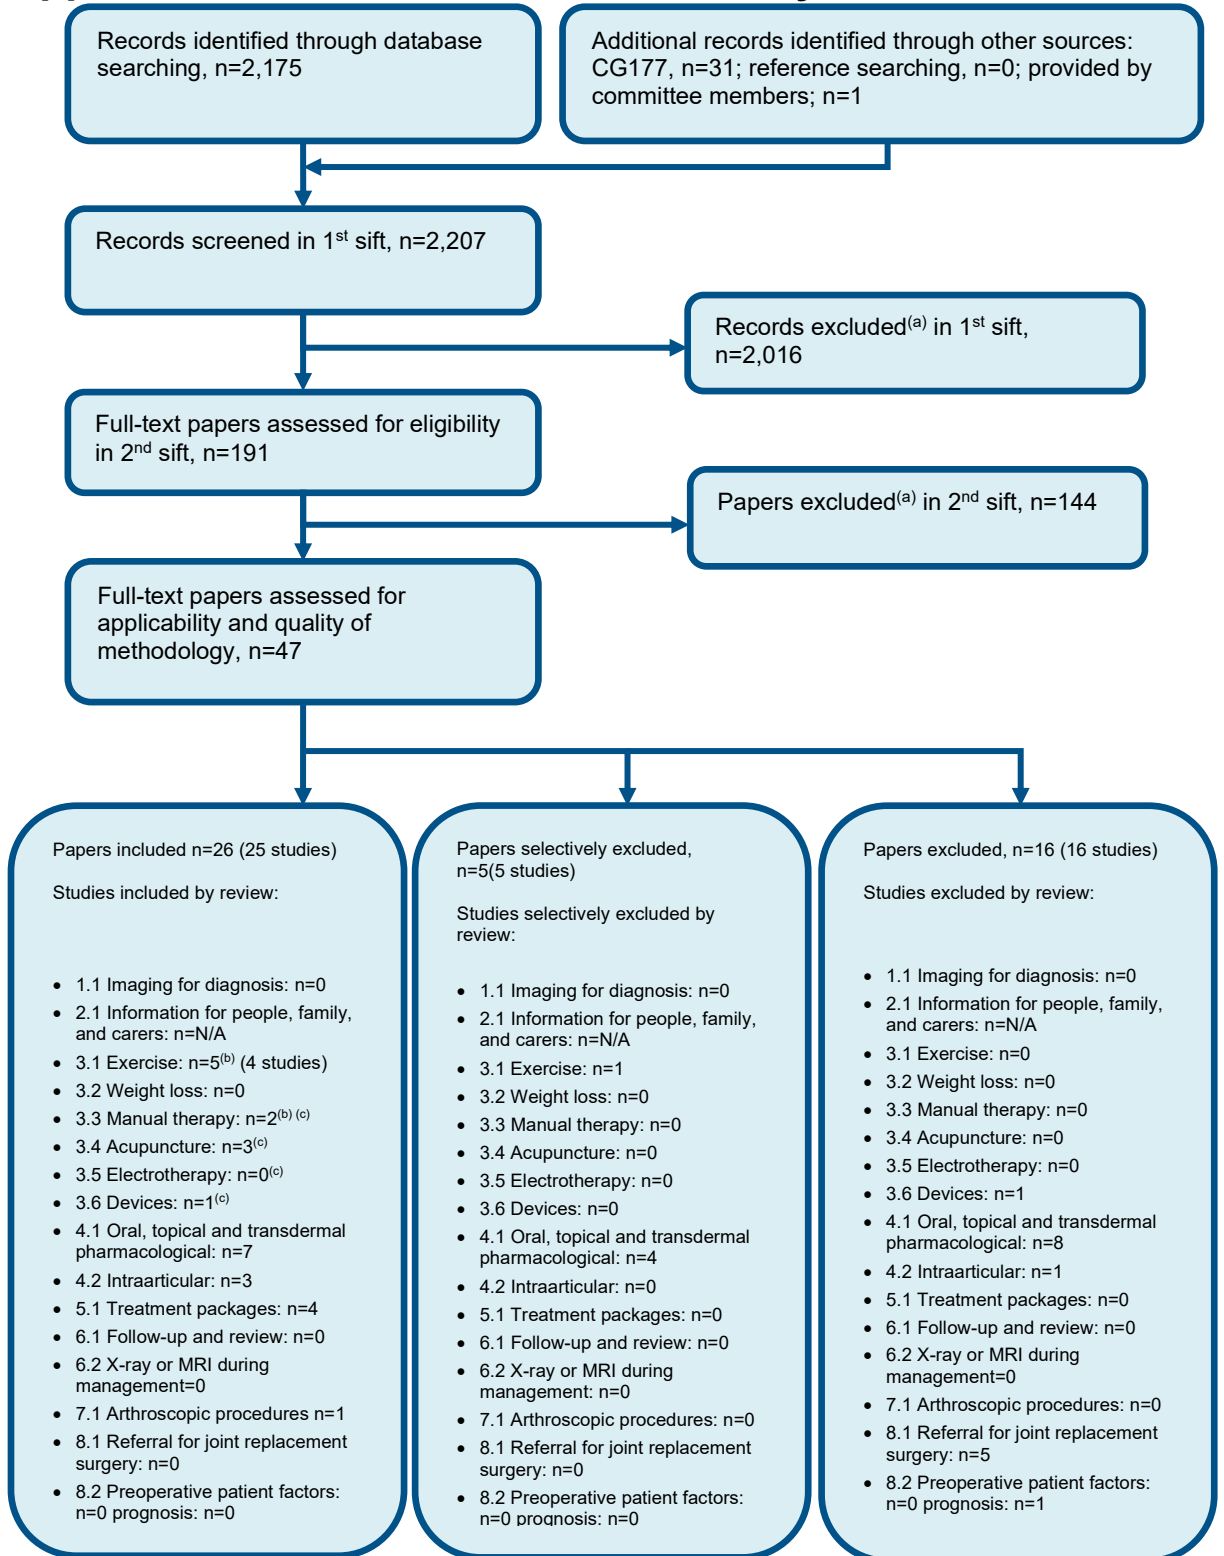 Records identified through database
searching, n=2,175
Additional records identified through other sources:
CG177, n=31; reference searching, n=0; provided by
committee members; n=1
Records screened in 1st sift, n=2,207
Records excluded(a) in 1st sift,
n=2,016
Full-text papers assessed for eligibility
in 2nd sift, n=191
Papers excluded(a) in 2nd sift, n=144
Full-text papers assessed for
applicability and quality of
methodology, n=47
Papers included n=26 (25 studies)
Studies included by review:
• 1.1 Imaging for diagnosis: n=0
• 2.1 Information for people, family,
and carers: n=N/A
• 3.1 Exercise: n=5(b) (4 studies)
• 3.2 Weight loss: n=0
• 3.3 Manual therapy: n=2(b) (c)
• 3.4 Acupuncture: n=3(c)
• 3.5 Electrotherapy: n=0(c)
• 3.6 Devices: n=1(c)
• 4.1 Oral, topical and transdermal
pharmacological: n=7
• 4.2 Intraarticular: n=3
• 5.1 Treatment packages: n=4
• 6.1 Follow-up and review: n=0
• 6.2 X-ray or MRI during
management=0
• 7.1 Arthroscopic procedures n=1
• 8.1 Referral for joint replacement
surgery: n=0
• 8.2 Preoperative patient factors:
n=0 prognosis: n=0
Papers selectively excluded,
n=5(5 studies)
Studies selectively excluded by
review:
• 1.1 Imaging for diagnosis: n=0
• 2.1 Information for people, family,
and carers: n=N/A
• 3.1 Exercise: n=1
• 3.2 Weight loss: n=0
• 3.3 Manual therapy: n=0
• 3.4 Acupuncture: n=0
• 3.5 Electrotherapy: n=0
• 3.6 Devices: n=0
• 4.1 Oral, topical and transdermal
pharmacological: n=4
• 4.2 Intraarticular: n=0
• 5.1 Treatment packages: n=0
• 6.1 Follow-up and review: n=0
• 6.2 X-ray or MRI during
management: n=0
• 7.1 Arthroscopic procedures: n=0
• 8.1 Referral for joint replacement
surgery: n=0
• 8.2 Preoperative patient factors:
n=0 prognosis: n=0
Papers excluded, n=16 (16 studies)
Studies excluded by review:
• 1.1 Imaging for diagnosis: n=0
• 2.1 Information for people, family,
and carers: n=N/A
• 3.1 Exercise: n=0
• 3.2 Weight loss: n=0
• 3.3 Manual therapy: n=0
• 3.4 Acupuncture: n=0
• 3.5 Electrotherapy: n=0
• 3.6 Devices: n=1
• 4.1 Oral, topical and transdermal
pharmacological: n=8
• 4.2 Intraarticular: n=1
• 5.1 Treatment packages: n=0
• 6.1 Follow-up and review: n=0
• 6.2 X-ray or MRI during
management=0
• 7.1 Arthroscopic procedures: n=0
• 8.1 Referral for joint replacement
surgery: n=5
• 8.2 Preoperative patient factors:
n=0 prognosis: n=1